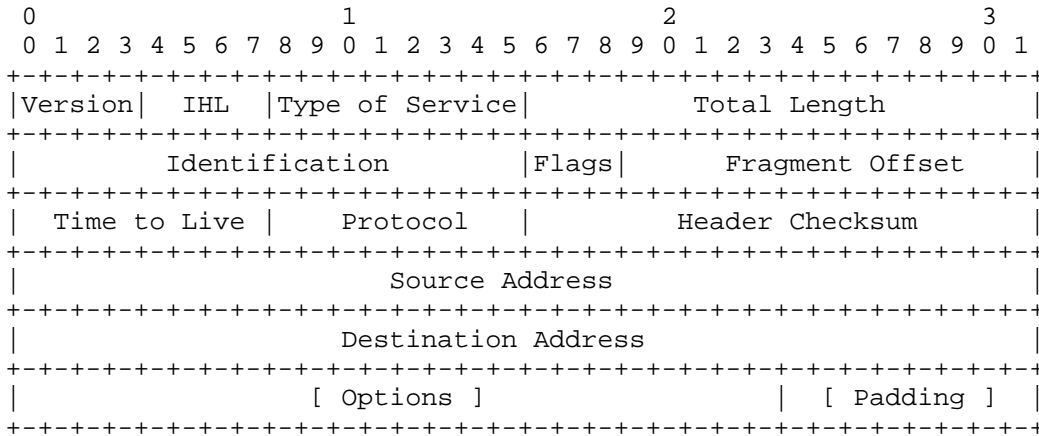 0                   1                   2                   3
0 1 2 3 4 5 6 7 8 9 0 1 2 3 4 5 6 7 8 9 0 1 2 3 4 5 6 7 8 9 0 1
+-+-+-+-+-+-+-+-+-+-+-+-+-+-+-+-+-+-+-+-+-+-+-+-+-+-+-+-+-+-+-+-+
|Version|  IHL  |Type of Service|          Total Length         |
+-+-+-+-+-+-+-+-+-+-+-+-+-+-+-+-+-+-+-+-+-+-+-+-+-+-+-+-+-+-+-+-+
|         Identification        |Flags|      Fragment Offset    |
+-+-+-+-+-+-+-+-+-+-+-+-+-+-+-+-+-+-+-+-+-+-+-+-+-+-+-+-+-+-+-+-+
|  Time to Live |    Protocol   |         Header Checksum       |
+-+-+-+-+-+-+-+-+-+-+-+-+-+-+-+-+-+-+-+-+-+-+-+-+-+-+-+-+-+-+-+-+
|                       Source Address                          |
+-+-+-+-+-+-+-+-+-+-+-+-+-+-+-+-+-+-+-+-+-+-+-+-+-+-+-+-+-+-+-+-+
|                    Destination Address                        |
+-+-+-+-+-+-+-+-+-+-+-+-+-+-+-+-+-+-+-+-+-+-+-+-+-+-+-+-+-+-+-+-+
|                  [ Options ]                  |  [ Padding ]  |
+-+-+-+-+-+-+-+-+-+-+-+-+-+-+-+-+-+-+-+-+-+-+-+-+-+-+-+-+-+-+-+-+